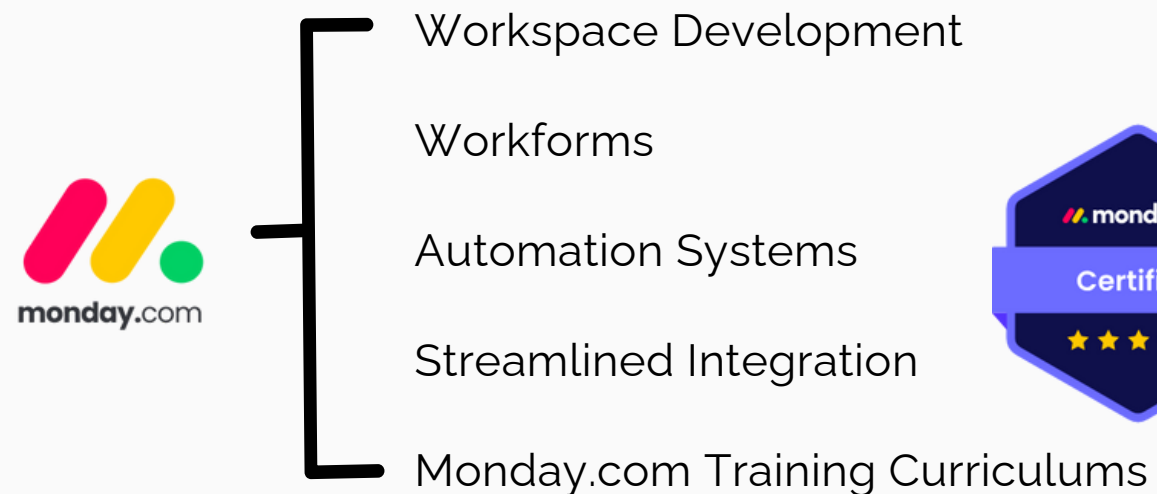 Workspace Development
Workforms
Automation Systems
Streamlined Integration
Monday.com Training Curriculums
monday.com